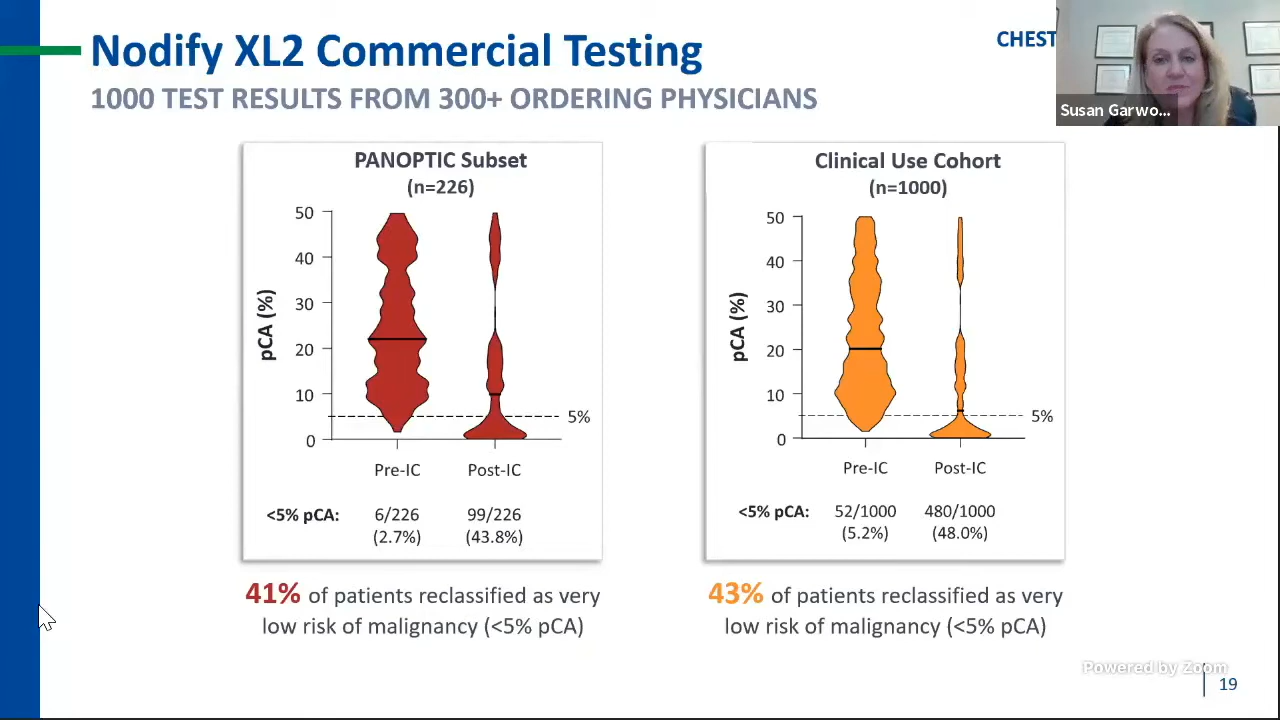 Nodify XL2 Commercial Testing
CHEST
1000 TEST RESULTS FROM 300+ ORDERING PHYSICIANS
Susan Garwo...
PANOPTIC Subset
(n=226)
50
40
30
20
10
0
pCA (%)
5%
Pre-IC Post-IC
<5% pCA: 6/226 99/226
(2.7%) (43.8%)
41% of patients reclassified as very
low risk of malignancy (<5% pCA)
Clinical Use Cohort
(n=1000)
50
40
30
20
10
0
pCA (%)
5%
Pre-IC Post-IC
<5% pCA: 52/1000 480/1000
(5.2%) (48.0%)
43% of patients reclassified as very
low risk of malignancy (<5% pCA)
Powered by Zoom
19